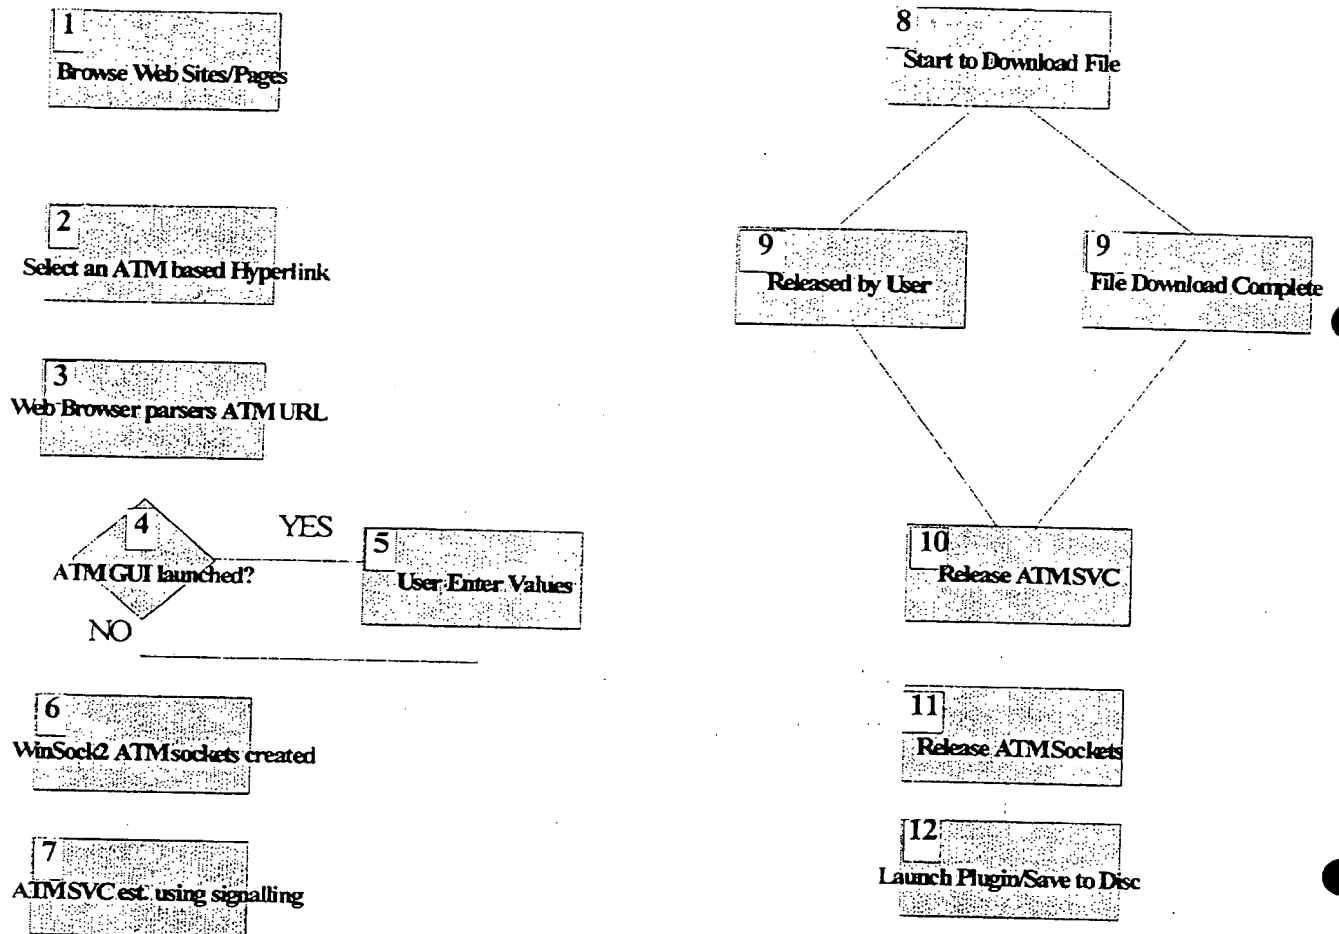 1
Browse Web Sites/Pages
2
Select an ATM based Hyperlink
3
Web Browser parsers ATM URL
4
ATM GUI launched?
YES
NO
5
User Enter Values
6
WinSock2 ATM sockets created
7
ATM SVC est. using signalling
8
Start to Download File
9
Released by User
9
File Download Complete
10
Release ATM SVC
11
Release ATM Sockets
12
Launch Plugin/Save to Disc